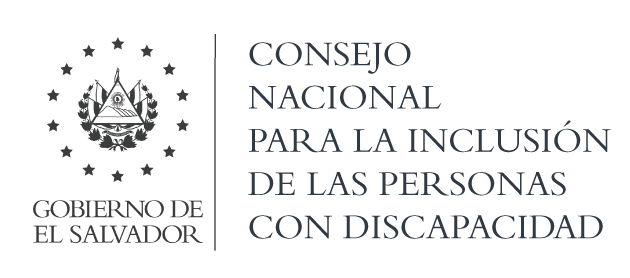 GOBIERNO DE
EL SALVADOR
CONSEJO
NACIONAL
PARA LA INCLUSIÓN
DE LAS PERSONAS
CON DISCAPACIDAD